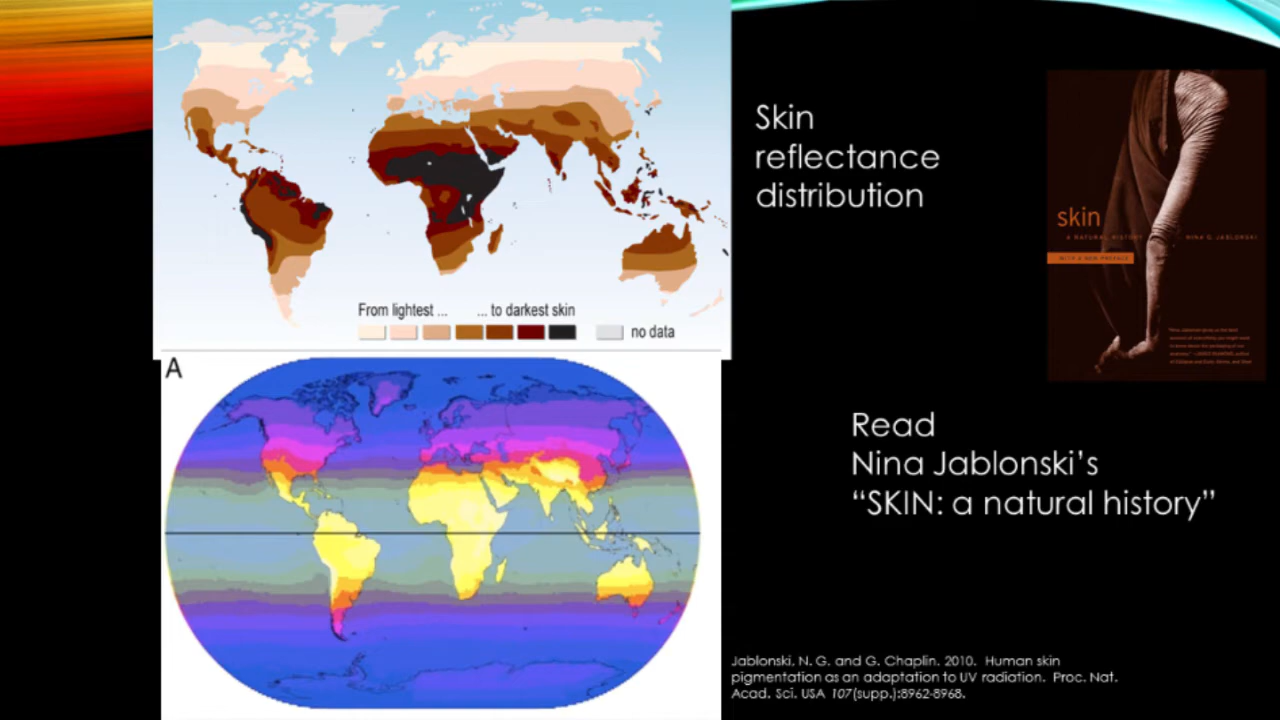 Skin
reflectance
distribution
From lightest ... ... to darkest skin
no data
A
skin
A NATURAL HISTORY NINA G. JABLONSKI
WITH A NEW PREFACE
Read
Nina Jablonski’s
“SKIN: a natural history”
Jablonski, N. G. and G. Chaplin. 2010. Human skin
pigmentation as an adaptation to UV radiation. Proc. Nat.
Acad. Sci. USA 107(supp.):8962-8968.